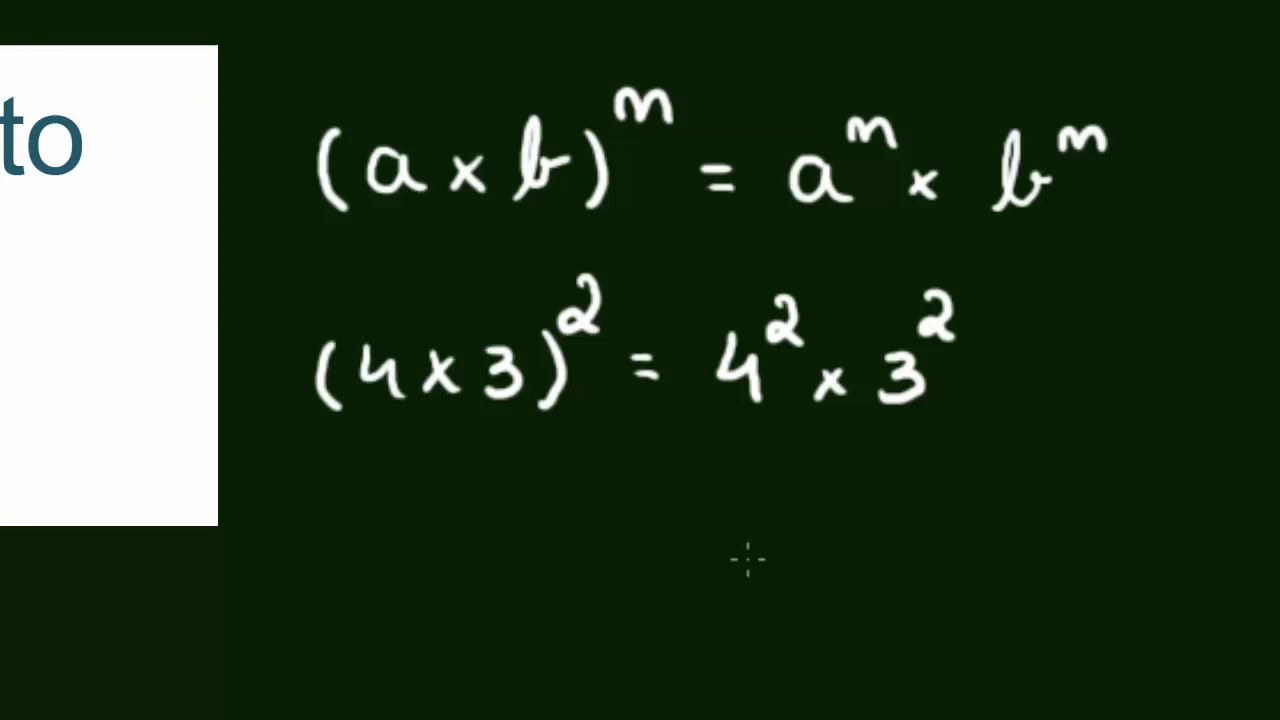 to
(a × b)^m = a^m × b^m
(4 × 3)^2 = 4^2 × 3^2